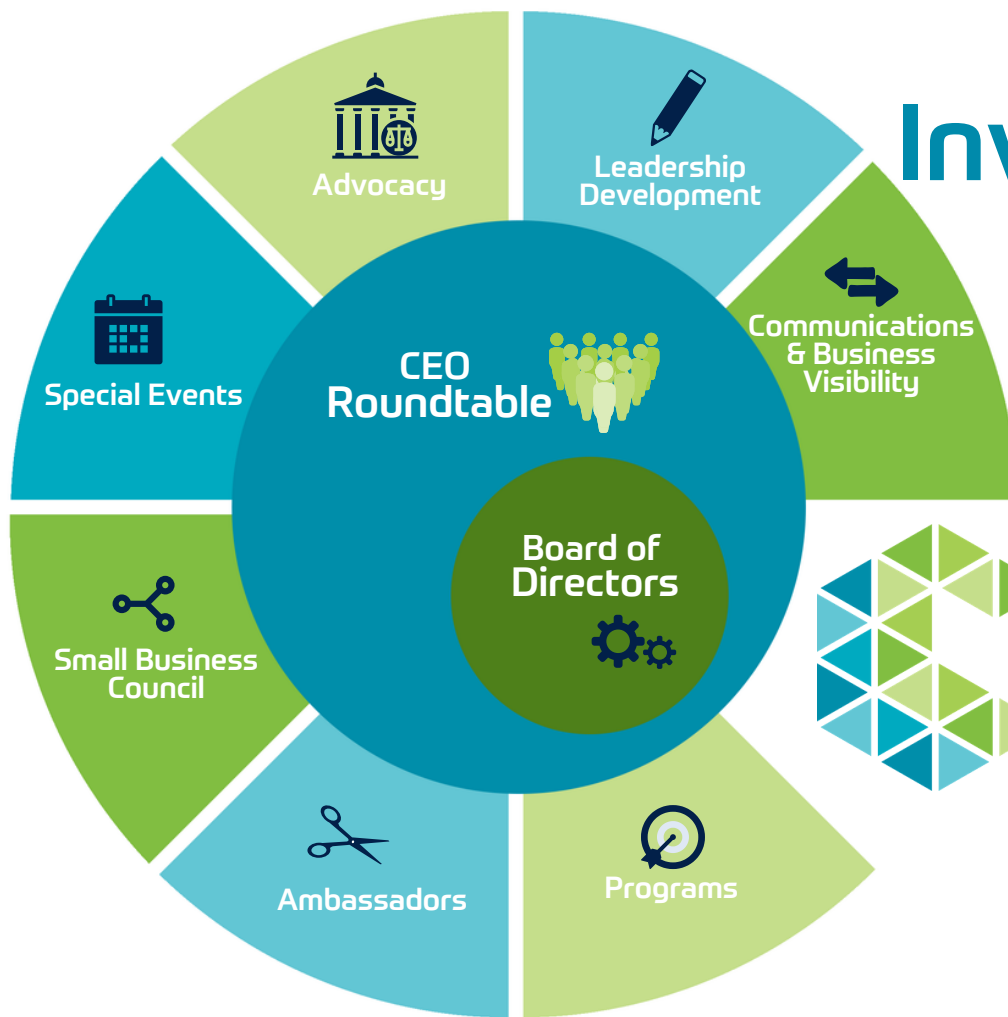 Inv
Advocacy
Leadership
Development
Communications
& Business
Visibility
Special Events
CEO
Roundtable
Board of
Directors
Small Business
Council
Ambassadors
Programs